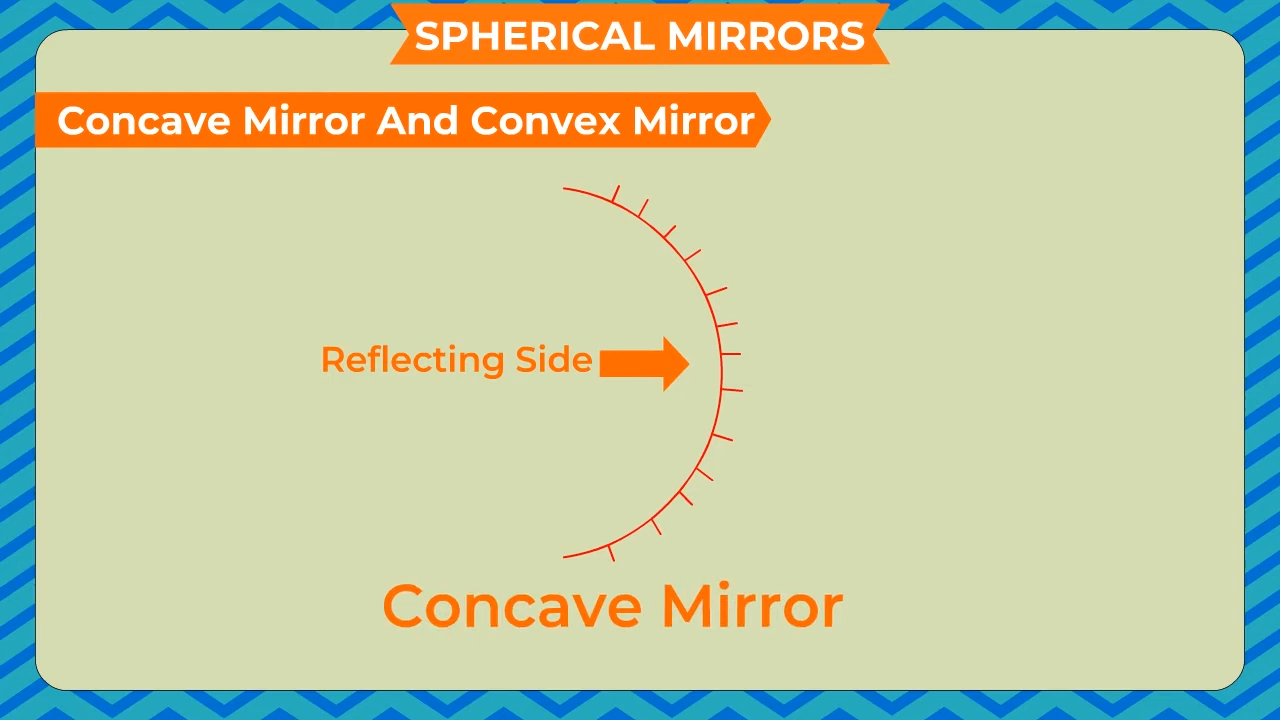 SPHERICAL MIRRORS
Concave Mirror And Convex Mirror
Reflecting Side
Concave Mirror